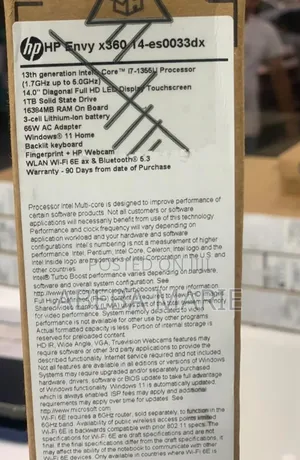 hp HP Envy x360 14-es0033dx
13th generation Intel® Core™ i7-1355U Processor
(1.7GHz up to 5.0GHz)
14.0" Diagonal Full HD LED Display Touchscreen
1TB Solid State Drive
16384MB RAM On Board
3-cell Lithium-ion battery
65W AC Adapter
Windows® 11 Home
Backlit keyboard
Fingerprint + HP Webcam
WLAN Wi-Fi 6E ax & Bluetooth® 5.3
Warranty - 90 Days from date of Purchase
Processor Intel Multi-core is designed to improve performance of
certain software products. Not all customers or software
applications will necessarily benefit from use of this technology
Performance and clock frequency will vary depending on
application workload and your hardware and software
configurations Intel's numbering is not a measurement of higher
performance. Intel, Pentium, Intel Core, Celeron, Intel logo and the
Intel Inside logo are trademarks of Intel Corporation in the U.S. and
other countries
POSTED ON
Intel® Turbo Boost performance varies depending on hardware,
software and overall system configuration. See
ABEBA MARIE
for video performance. System memory dedicated to video
performance is not available for other use by other programs
Actual formatted capacity is less. Portion of internal storage is
reserved for preloaded content.
HD IR, Wide Angle, VGA, Truevision Webcams features may
require software or other 3rd party applications to provide the
described functionality. Internet service required and not included
Not all features are available in all editions of versions of Windows
Systems may require upgraded and/or separately purchased
hardware, drivers, software or BIOS update to take full advantage
of Windows functionality. Windows 11 is automatically updated,
which is always enabled. ISP fees may apply and additional
requirements may apply over time for updates. See
http://www.microsoft.com
Wi-Fi 6E requires a 6GHz router, sold separately, to function in the
6GHz band. Availability of public wireless access points limited
Wi-Fi 6E is backwards compatible with prior 802.11 specs. The
specifications for Wi-Fi 6E are draft specifications and are not
final. If the final specifications differ from the draft specifications, it
may affect the ability of the notebook to communicate with other
Wi-Fi 6E devices. Only available in countries where Wi-Fi 6E is